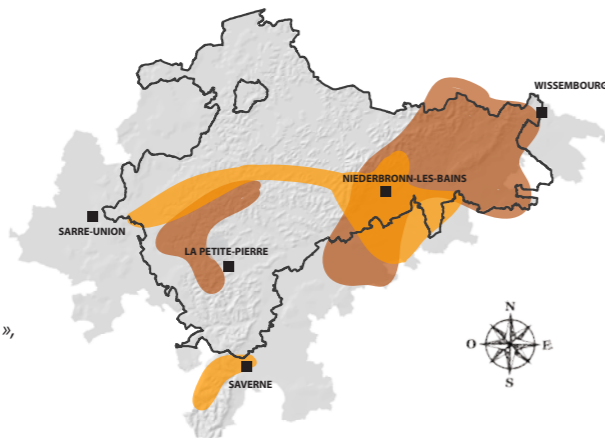 WISSEMBOURG
NIEDERBRONN-LES-BAINS
SARRE-UNION
LA PETITE-PIERRE
»,
N
O E
S
SAVERNE